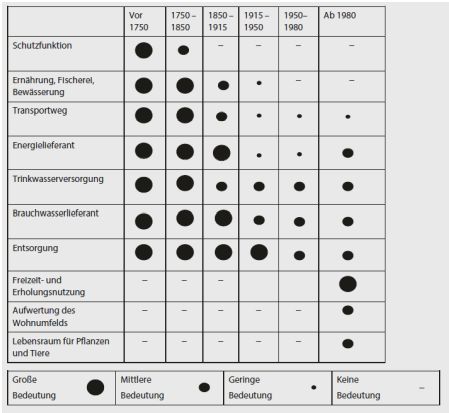 Vor 1750 1750 – 1850 1850 – 1915 1915 – 1950 1950– 1980 Ab 1980
Schutzfunktion – – – –
Ernährung, Fischerei,
Bewässerung – –
Transportweg
Energielieferant
Trinkwasserversorgung
Brauchwasserlieferant
Entsorgung
Freizeit- und
Erholungsnutzung – – – – –
Aufwertung des
Wohnumfelds – – – – –
Lebensraum für Pflanzen
und Tiere – – – – –
Große Bedeutung
Mittlere Bedeutung
Geringe Bedeutung
Keine Bedeutung –